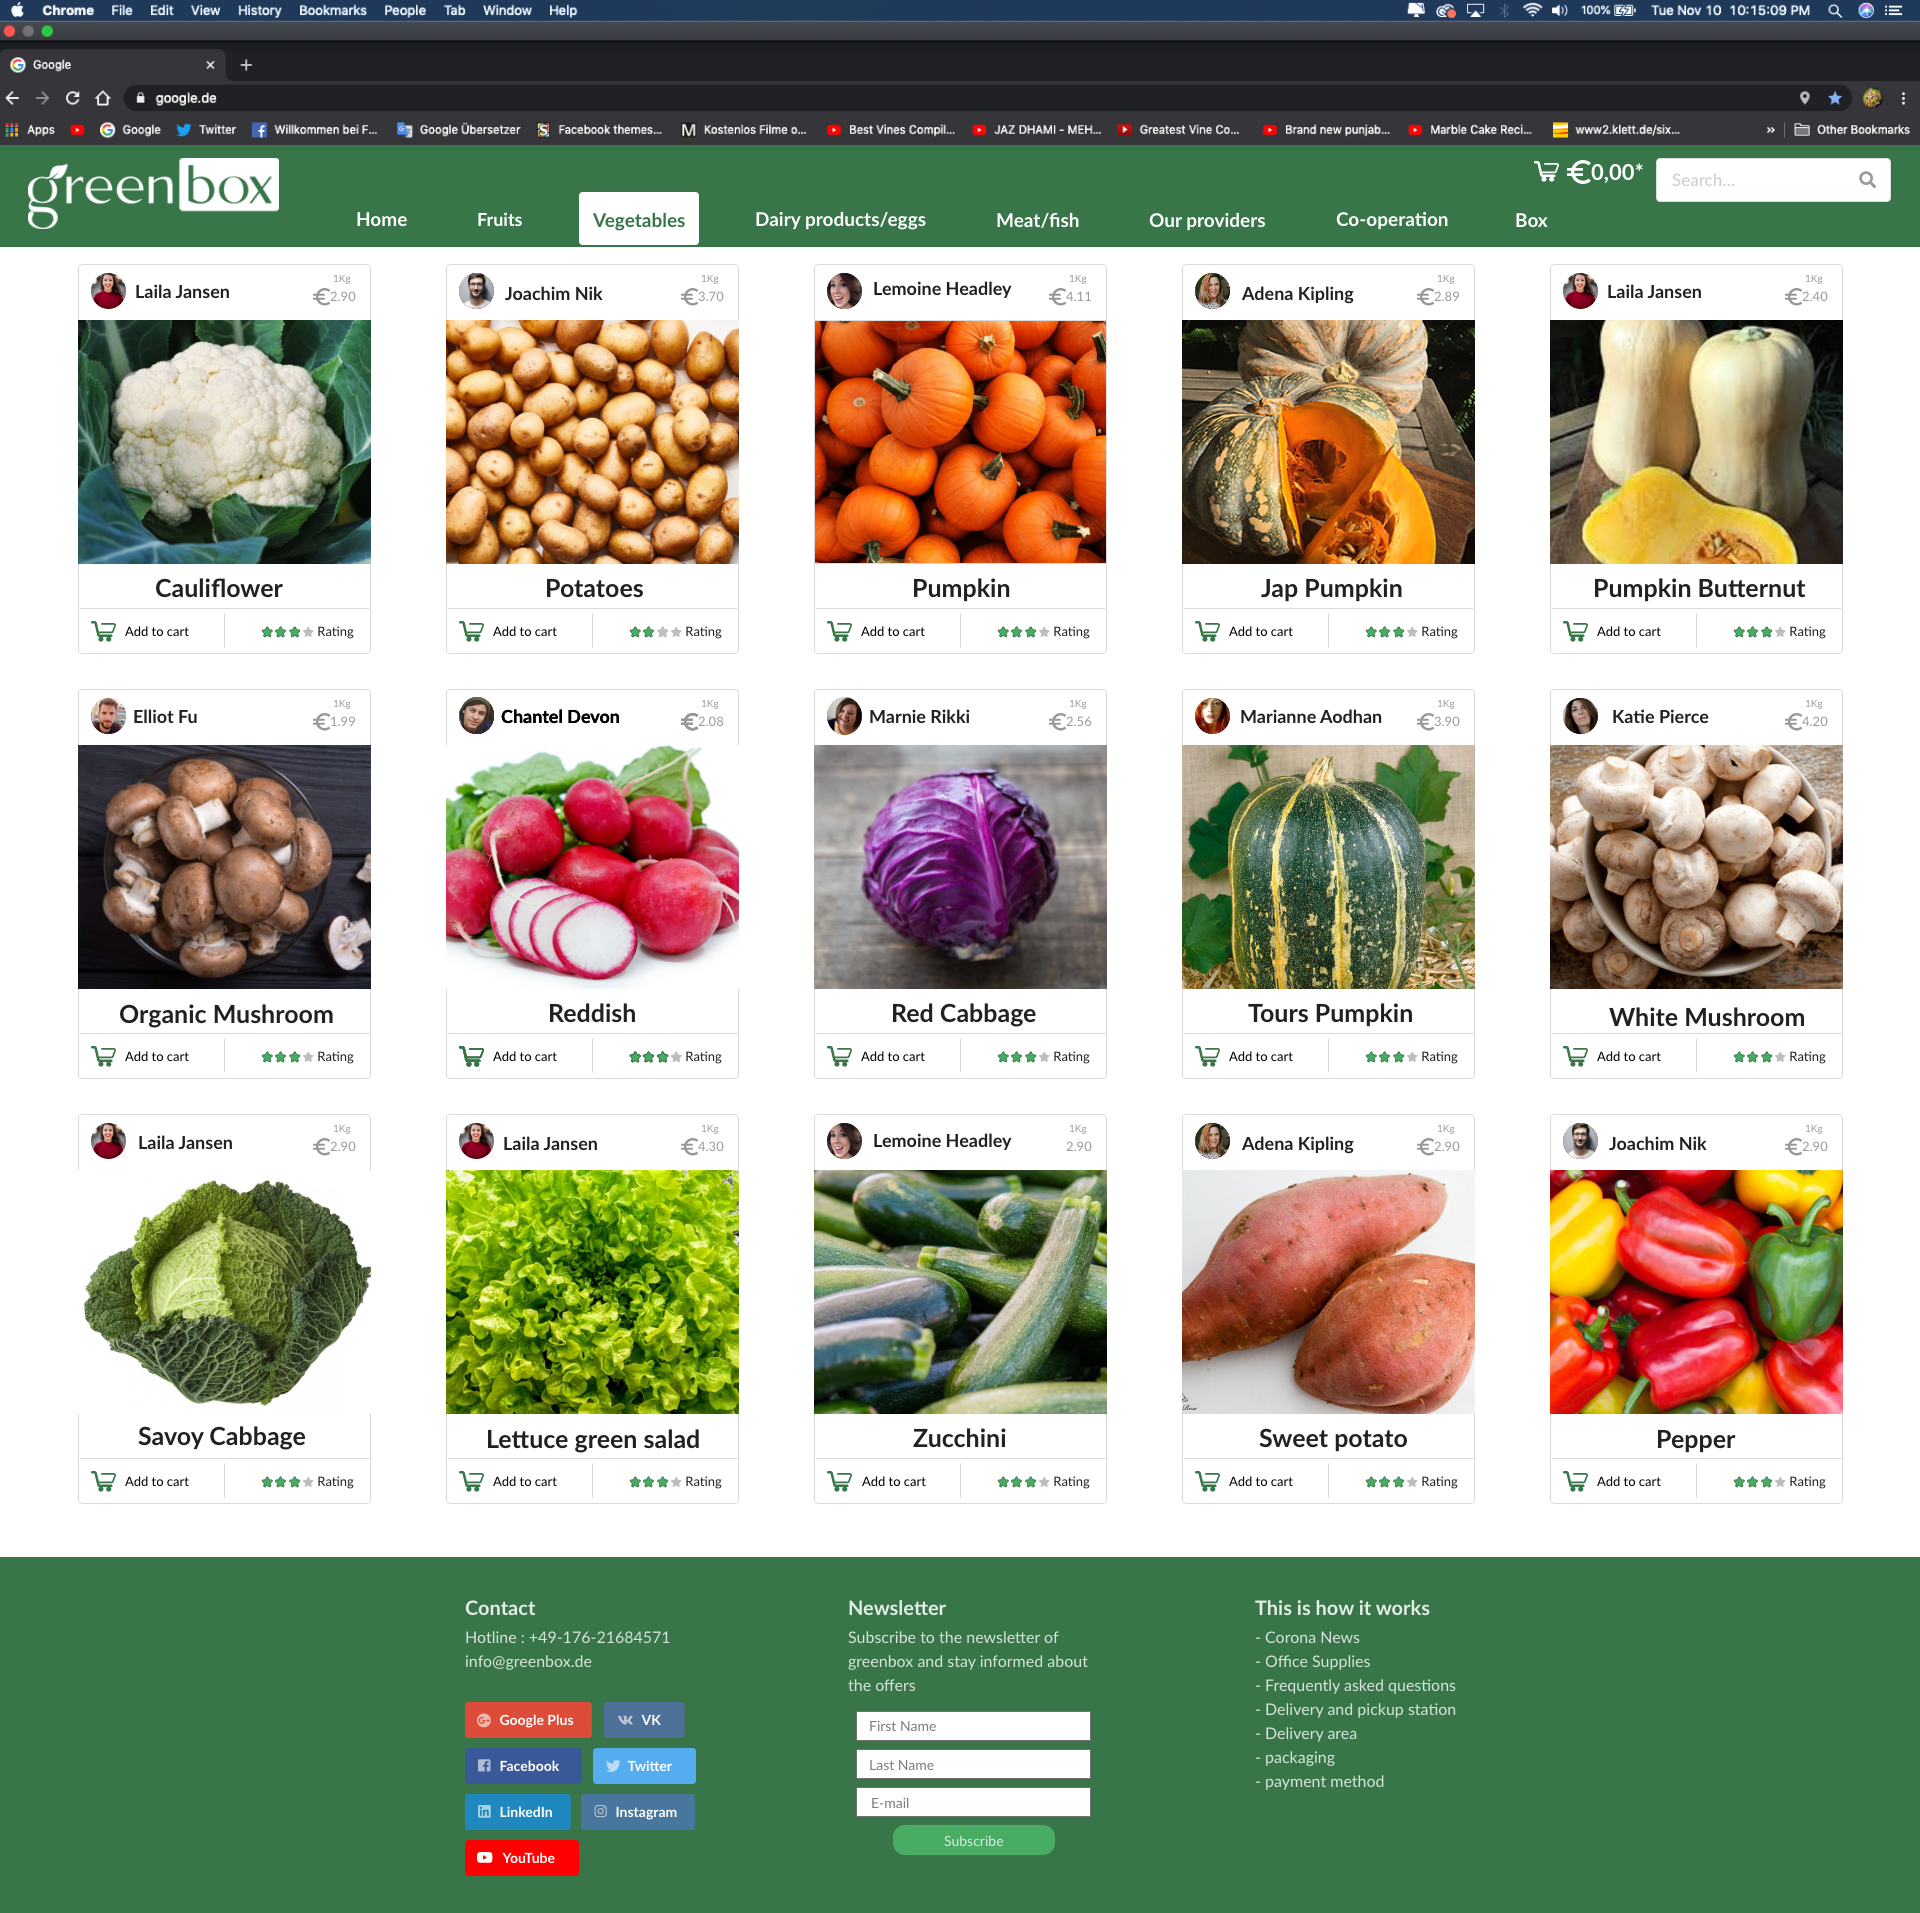 Chrome File Edit View History Bookmarks People Tab Window Help 100% Tue Nov 10 10:15:09 PM
Google
google.de
Apps Google Twitter Willkommen bei F... Google Übersetzer Facebook themes... Kostenlos Filme o... Best Vines Compil... JAZ DHAMI - MEH... Greatest Vine Co... Brand new punjab... Marble Cake Reci... www2.klett.de/six... » Other Bookmarks
greenbox
€0,00*
Search...
Home Fruits Vegetables Dairy products/eggs Meat/fish Our providers Co-operation Box
Laila Jansen 1Kg €2.90
Joachim Nik 1Kg €3.70
Lemoine Headley 1Kg €4.11
Adena Kipling 1Kg €2.89
Laila Jansen 1Kg €2.40
Cauliflower Potatoes Pumpkin Jap Pumpkin Pumpkin Butternut
Add to cart Rating Add to cart Rating Add to cart Rating Add to cart Rating Add to cart Rating
Elliot Fu 1Kg €1.99
Chantel Devon 1Kg €2.08
Marnie Rikki 1Kg €2.56
Marianne Aodhan 1Kg €3.90
Katie Pierce 1Kg €4.20
Organic Mushroom Reddish Red Cabbage Tours Pumpkin White Mushroom
Add to cart Rating Add to cart Rating Add to cart Rating Add to cart Rating Add to cart Rating
Laila Jansen 1Kg €2.90
Laila Jansen 1Kg €4.30
Lemoine Headley 1Kg 2.90
Adena Kipling 1Kg €2.90
Joachim Nik 1Kg €2.90
Savoy Cabbage Lettuce green salad Zucchini Sweet potato Pepper
Add to cart Rating Add to cart Rating Add to cart Rating Add to cart Rating Add to cart Rating
Contact
Hotline : +49-176-21684571
info@greenbox.de
Google Plus VK
Facebook Twitter
LinkedIn Instagram
YouTube
Newsletter
Subscribe to the newsletter of
greenbox and stay informed about
the offers
First Name
Last Name
E-mail
Subscribe
This is how it works
- Corona News
- Office Supplies
- Frequently asked questions
- Delivery and pickup station
- Delivery area
- packaging
- payment method